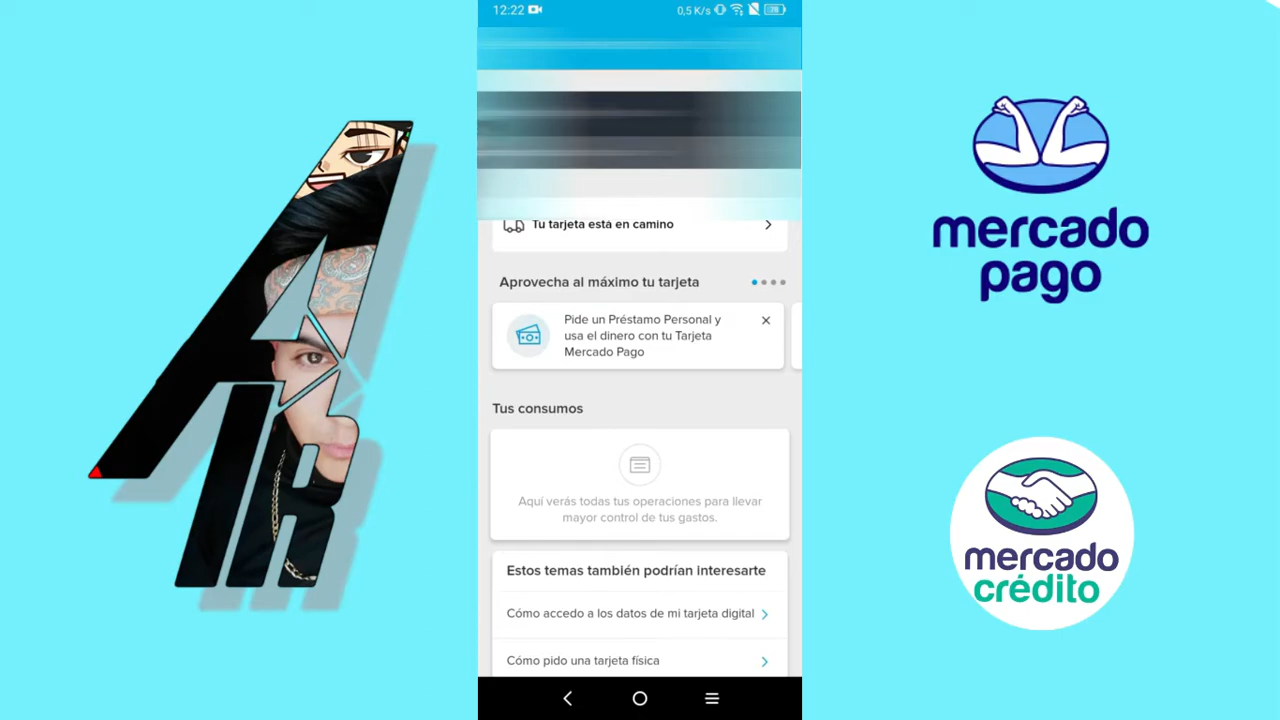 12:22
0,5 K/s
28
Tu tarjeta está en camino
Aprovecha al máximo tu tarjeta
Pide un Préstamo Personal y
usa el dinero con tu Tarjeta
Mercado Pago
Tus consumos
Aquí verás todas tus operaciones para llevar
mayor control de tus gastos.
Estos temas también podrían interesarte
Cómo accedo a los datos de mi tarjeta digital
Cómo pido una tarjeta física
AR
mercado
pago
mercado
crédito